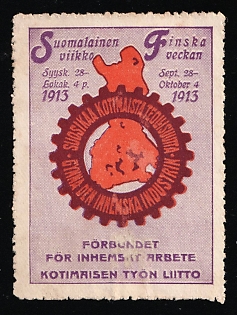 Suomalainen
viikko
Syysk. 28-
Lokak. 4 p.
1913
Finska
veckan
Sept. 28-
Oktober 4
1913
SUOSIKAA KOTIMAISTA TEOLLISUUTTA
GYNNA DEN INHEMSKA INDUSTRIN
FÖRBUNDET
FÖR INHEMSKT ARBETE
KOTIMAISEN TYÖN LIITTO